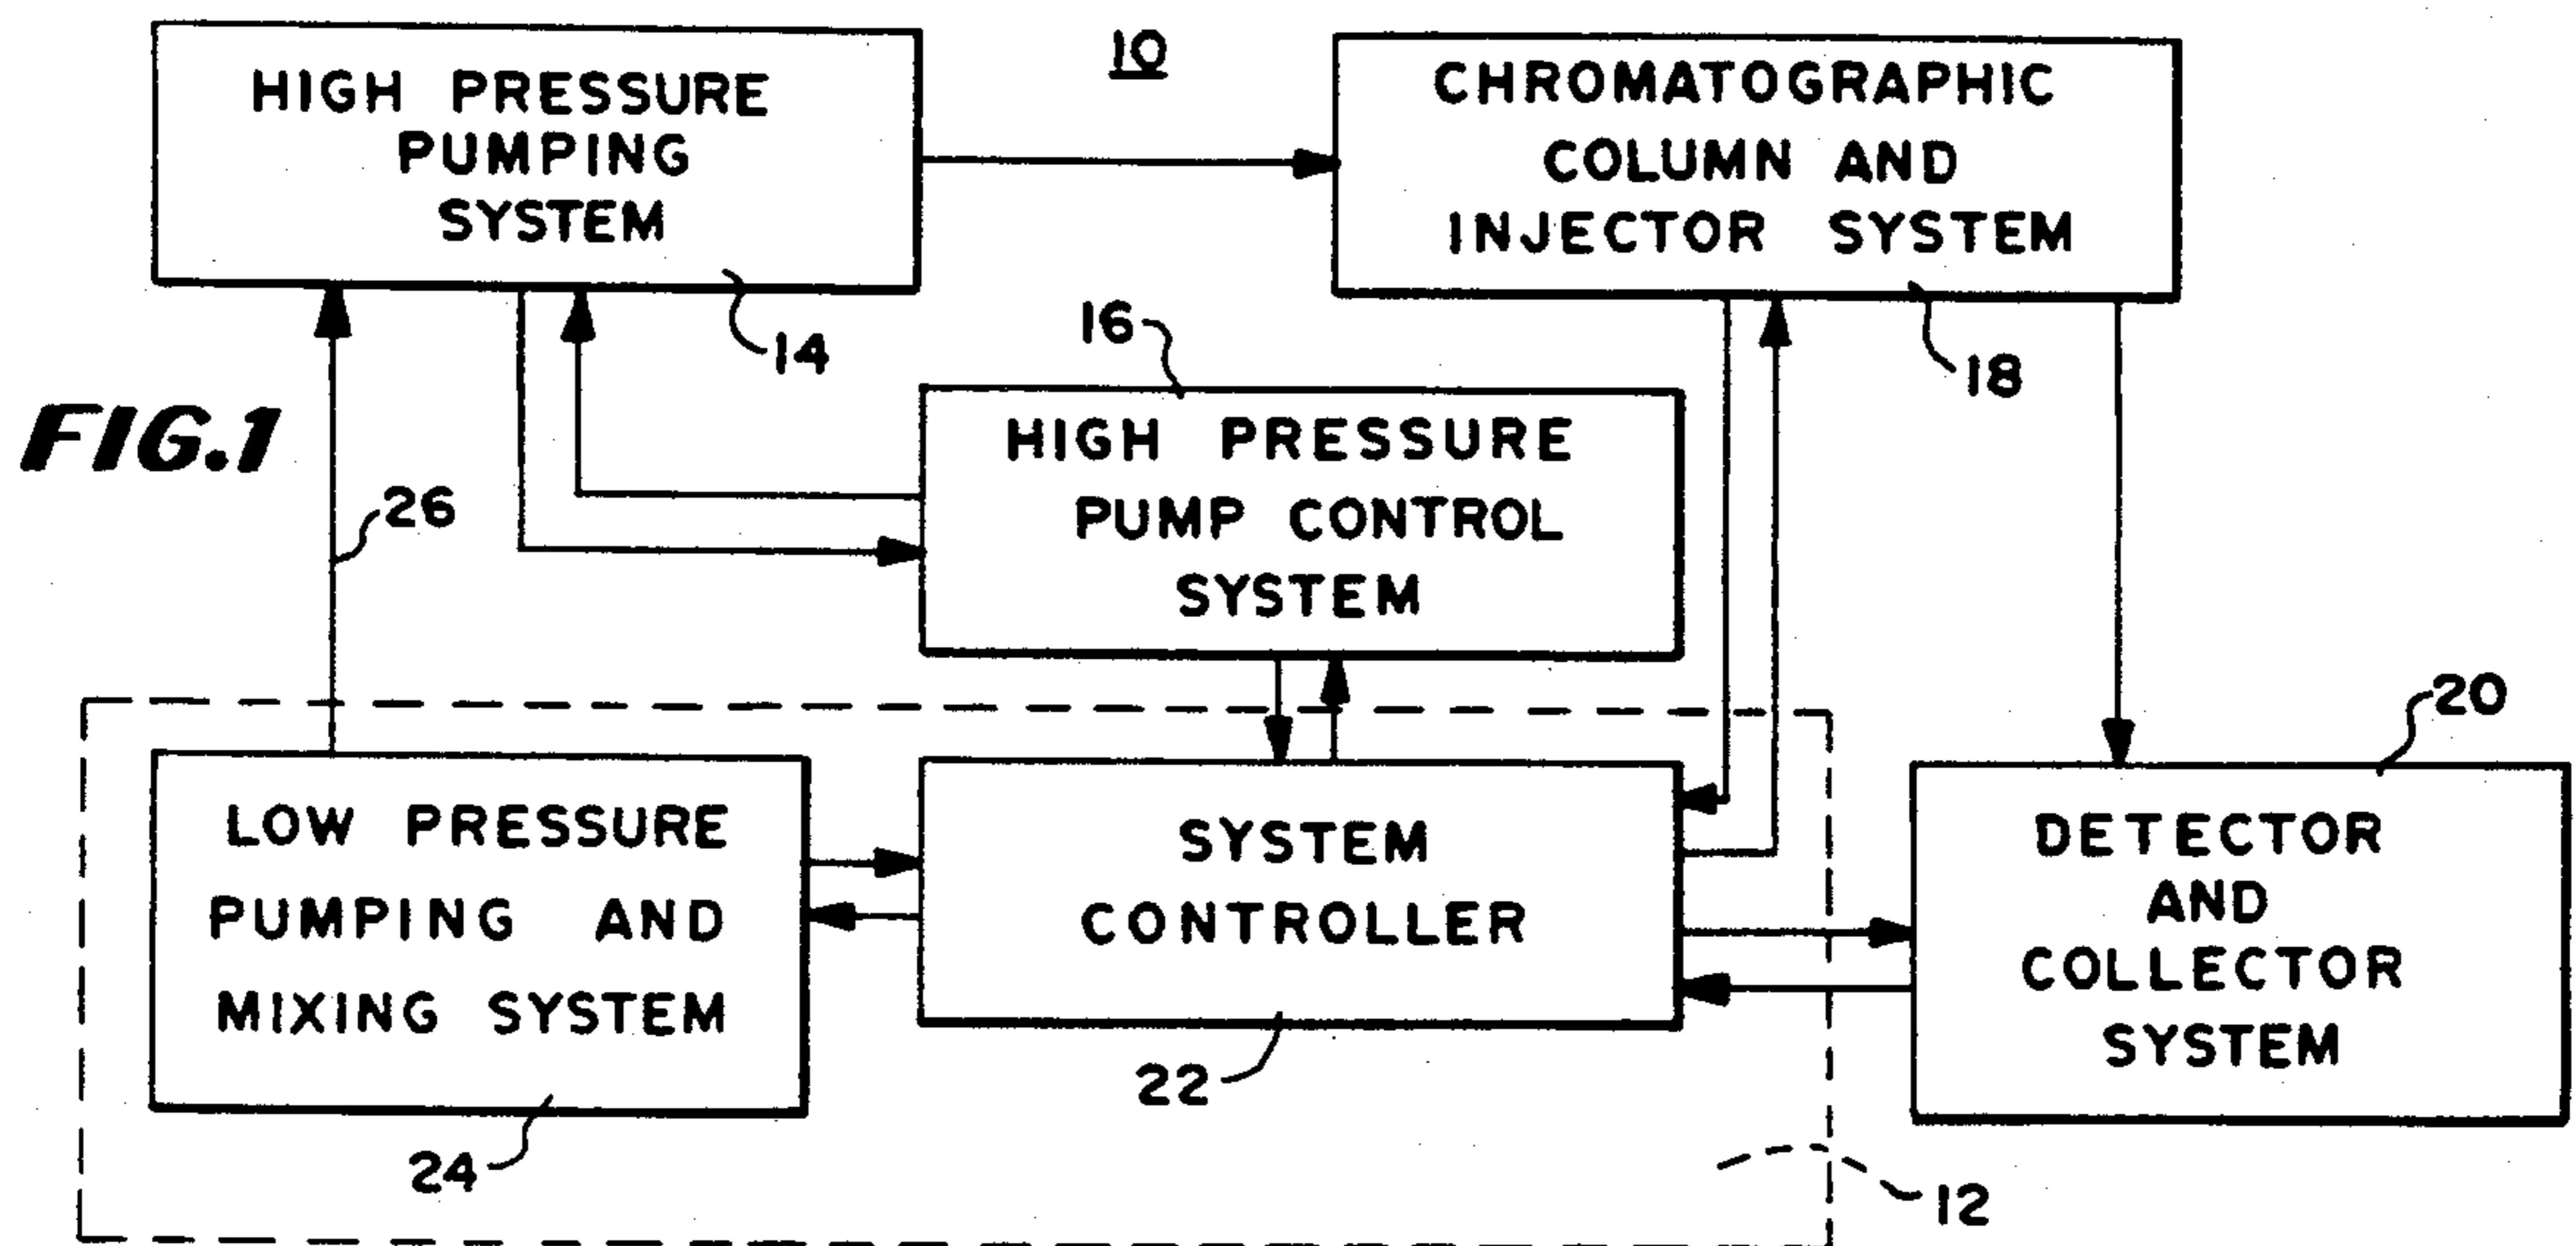 10
HIGH PRESSURE
PUMPING
SYSTEM
14
CHROMATOGRAPHIC
COLUMN AND
INJECTOR SYSTEM
18
FIG.1
26
16
HIGH PRESSURE
PUMP CONTROL
SYSTEM
LOW PRESSURE
PUMPING AND
MIXING SYSTEM
24
SYSTEM
CONTROLLER
22
20
DETECTOR
AND
COLLECTOR
SYSTEM
12